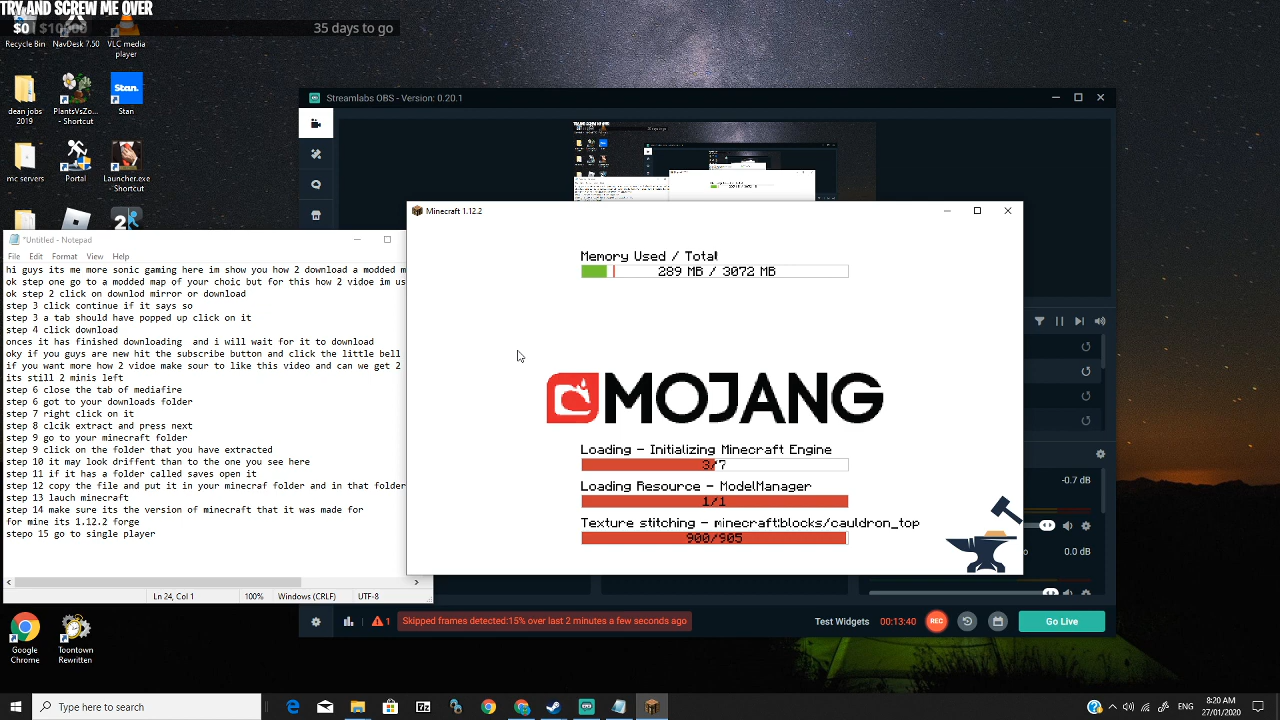 TRY AND SCREW ME OVER
$0
35 days to go
Recycle Bin
NavDesk 7.50
VLC media player
dean jobs 2019
PlantsVsZo... - Shortcut
Stan.
Stan
Portal
Launcher.exe - Shortcut
Streamlabs OBS - Version: 0.20.1
*Untitled - Notepad
File Edit Format View Help
hi guys its me more sonic gaming here im show you how 2 download a modded m
ok step one go to a map of your choic but for this how 2 vidoe im us
ok step 2 click on downlod mirror or download
step 3 click continue if it says so
step 3 a tab should have popped up click on it
step 4 click download
onces it has finished downloading  and i will wait for it to download
oky if you guys are new hit the subscribe button and click the little bell
if you want more how 2 vidoe make sour to like this video and can we get 2
its still 2 minis left
step 6 close the tab of mediafire
step 6 got to your downloads folder
step 7 right click on it
step 8 clcik extract and press next
step 9 go to your minecraft folder
step 9 clicck on the folder that you have extracted
step 10 it may look driffent than to the one you see here
step 11 if it has a folder called saves open it
step 12 copy the file and put it in your minecraf folder and in that folder
step 13 lauch minecraft
step 14 make sure its the version of minecraft that it was made for
for mine its 1.12.2 forge
stepo 15 go to single player
Ln 24, Col 1
100%
Windows (CRLF)
UTF-8
Minecraft 1.12.2
Memory Used / Total
289 MB / 3072 MB
MOJANG
Loading - Initializing Minecraft Engine
3/7
Loading Resource - ModelManager
1/1
Texture stitching - minecraft:blocks/cauldron_top
900/905
-0.7 dB
0.0 dB
1
Skipped frames detected:15% over last 2 minutes a few seconds ago
Test Widgets
00:13:40
REC
Go Live
Google Chrome
Toontown Rewritten
Type here to search
ENG
8:20 AM
27/01/2020